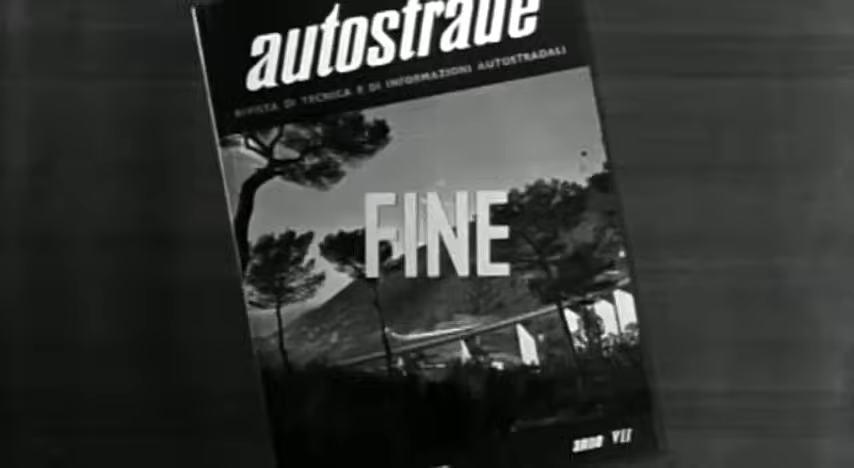 autostrade
RIVISTA DI TECNICA E DI INFORMAZIONI AUTOSTRADALI
FINE
anno VII